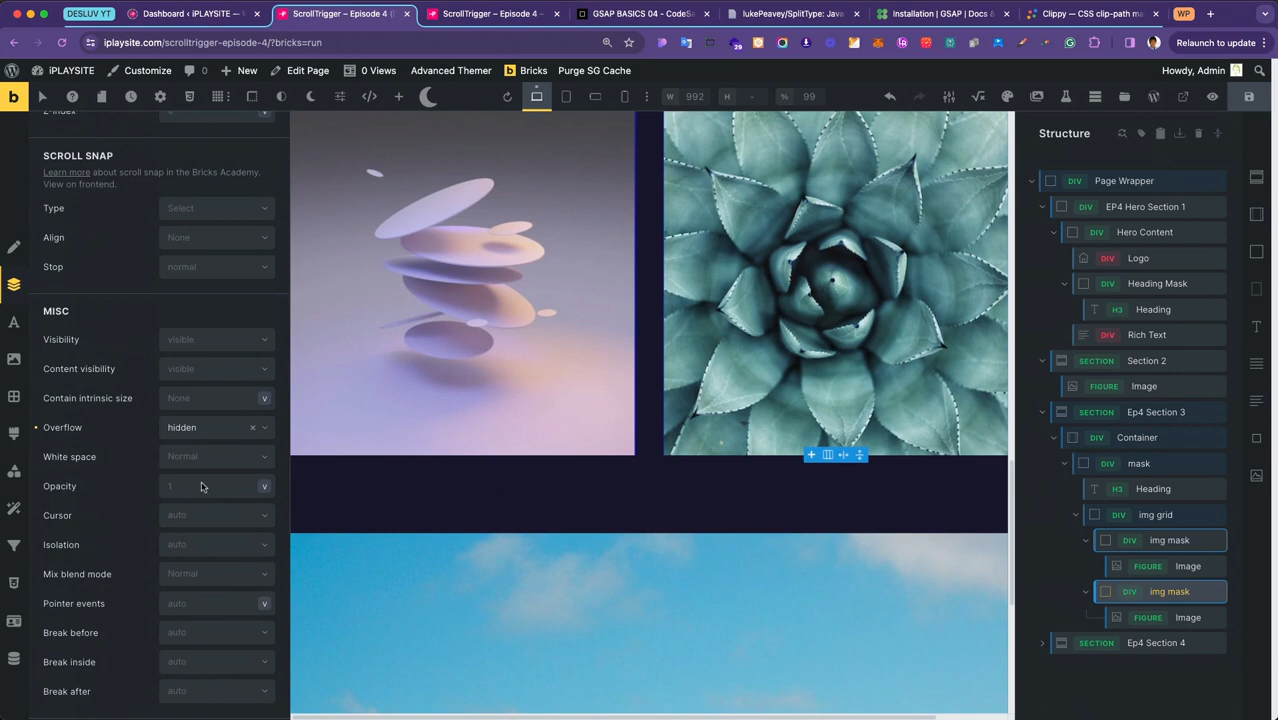 DESLUV YT
Dashboard ‹ iPLAYSITE — W
ScrollTrigger – Episode 4 (
ScrollTrigger – Episode 4 –
GSAP BASICS 04 - CodeSa
lukePeavey/SplitType: Java
Installation | GSAP | Docs &
Clippy — CSS clip-path ma
WP
iplaysite.com/scrolltrigger-episode-4/?bricks=run
Relaunch to update
iPLAYSITE
Customize
0
New
Edit Page
0 Views
Advanced Themer
Bricks
Purge SG Cache
Howdy, Admin
b
W 992
H -
% 99
Z-index
SCROLL SNAP
Learn more about scroll snap in the Bricks Academy.
View on frontend.
Type Select
Align None
Stop normal
MISC
Visibility visible
Content visibility visible
Contain intrinsic size None v
Overflow hidden ×
White space Normal
Opacity 1 v
Cursor auto
Isolation auto
Mix blend mode Normal
Pointer events auto v
Break before auto
Break inside auto
Break after auto
Structure
DIV Page Wrapper
DIV EP4 Hero Section 1
DIV Hero Content
DIV Logo
DIV Heading Mask
H3 Heading
DIV Rich Text
SECTION Section 2
FIGURE Image
SECTION Ep4 Section 3
DIV Container
DIV mask
H3 Heading
DIV img grid
DIV img mask
FIGURE Image
DIV img mask
FIGURE Image
SECTION Ep4 Section 4